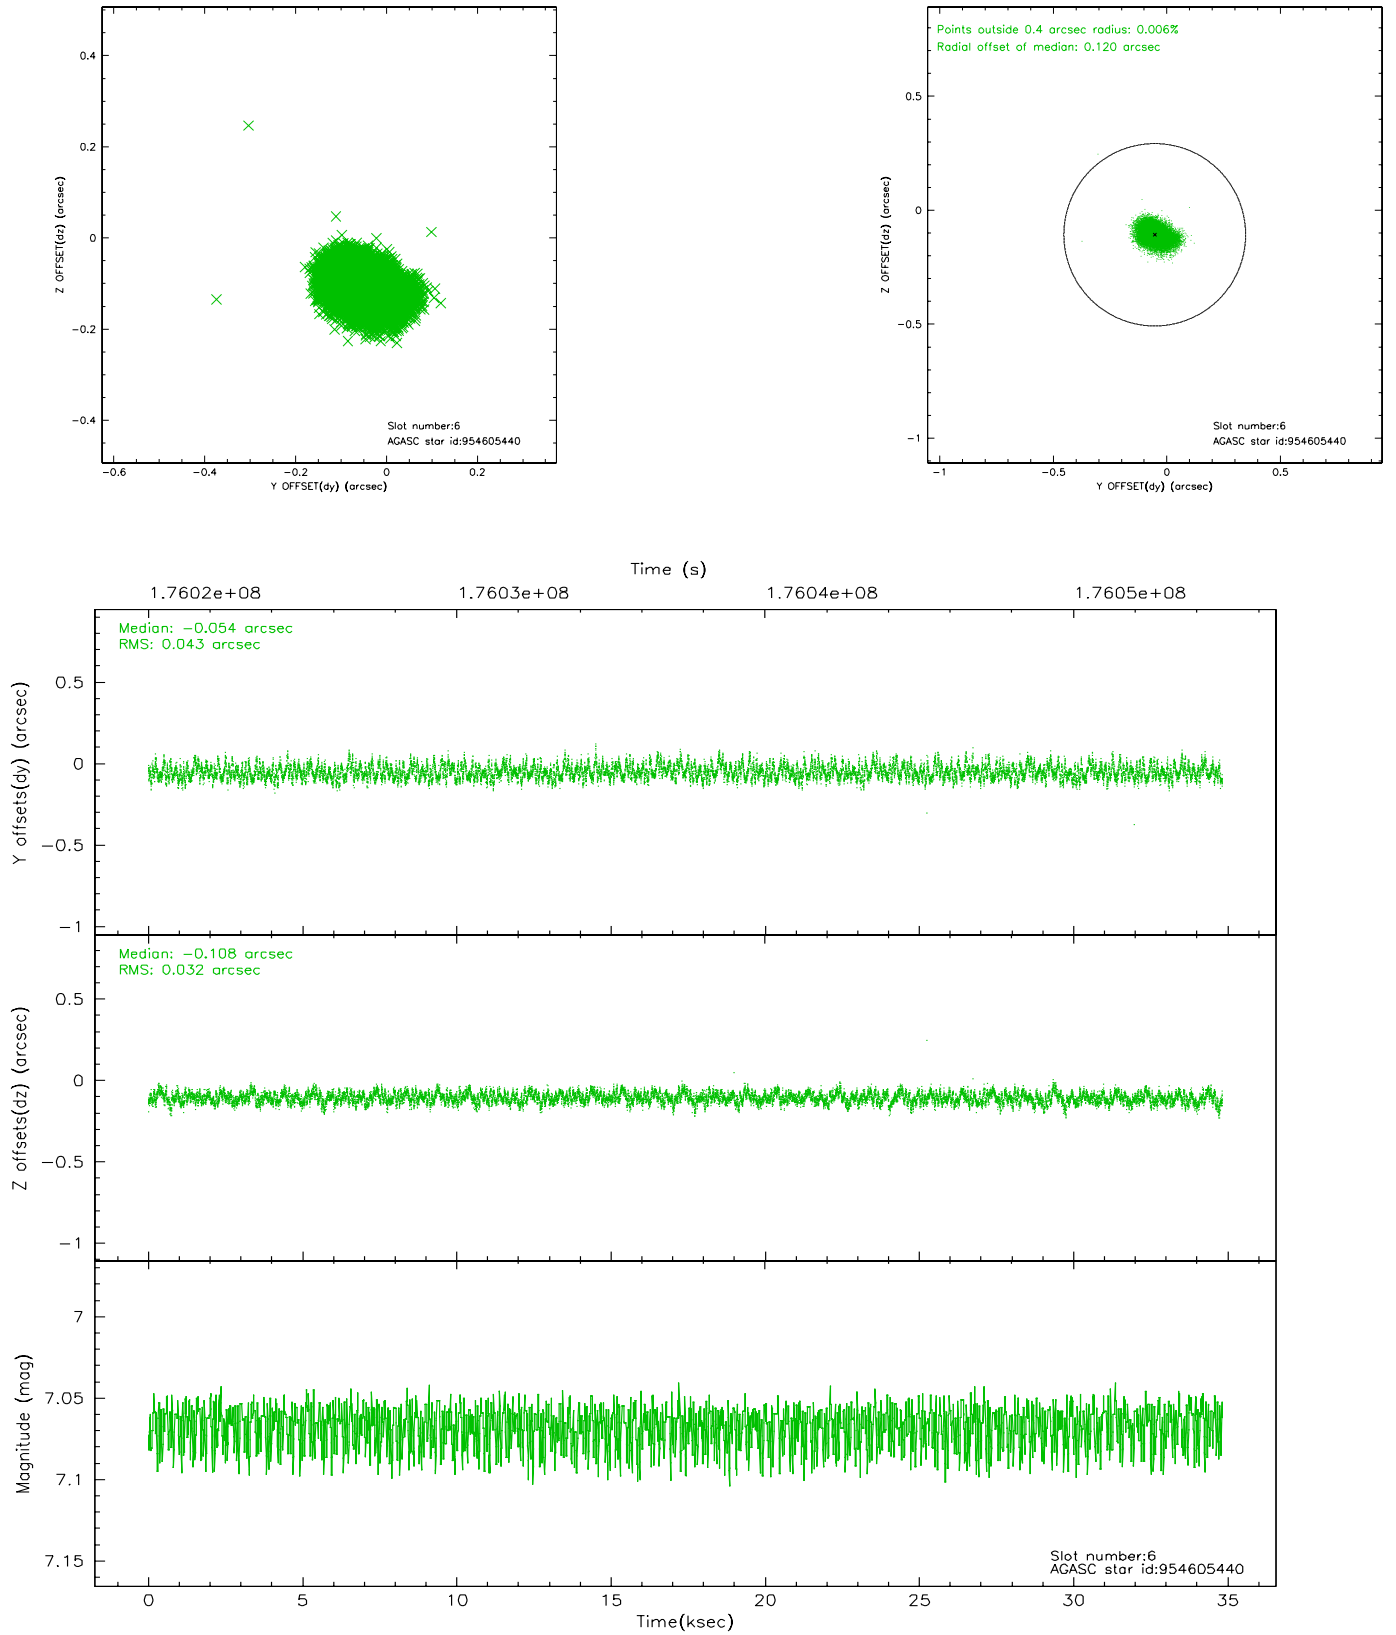 0.4
0.2
0
−0.2
−0.4
Z OFFSET(dz) (arcsec)
Slot number:6
AGASC star id:954605440
−0.6
−0.4
−0.2
0
0.2
Y OFFSET(dy) (arcsec)
Points outside 0.4 arcsec radius: 0.006%
Radial offset of median: 0.120 arcsec
0.5
0
−0.5
−1
Z OFFSET(dz) (arcsec)
Slot number:6
AGASC star id:954605440
−1
−0.5
0
0.5
Y OFFSET(dy) (arcsec)
Time (s)
1.7602e+08
1.7603e+08
1.7604e+08
1.7605e+08
Median: −0.054 arcsec
RMS: 0.043 arcsec
0.5
0
−0.5
−1
Y offsets(dy) (arcsec)
Median: −0.108 arcsec
RMS: 0.032 arcsec
0.5
0
−0.5
−1
Z offsets(dz) (arcsec)
7
7.05
7.1
7.15
Magnitude (mag)
Slot number:6
AGASC star id:954605440
0
5
10
15
20
25
30
35
Time(ksec)